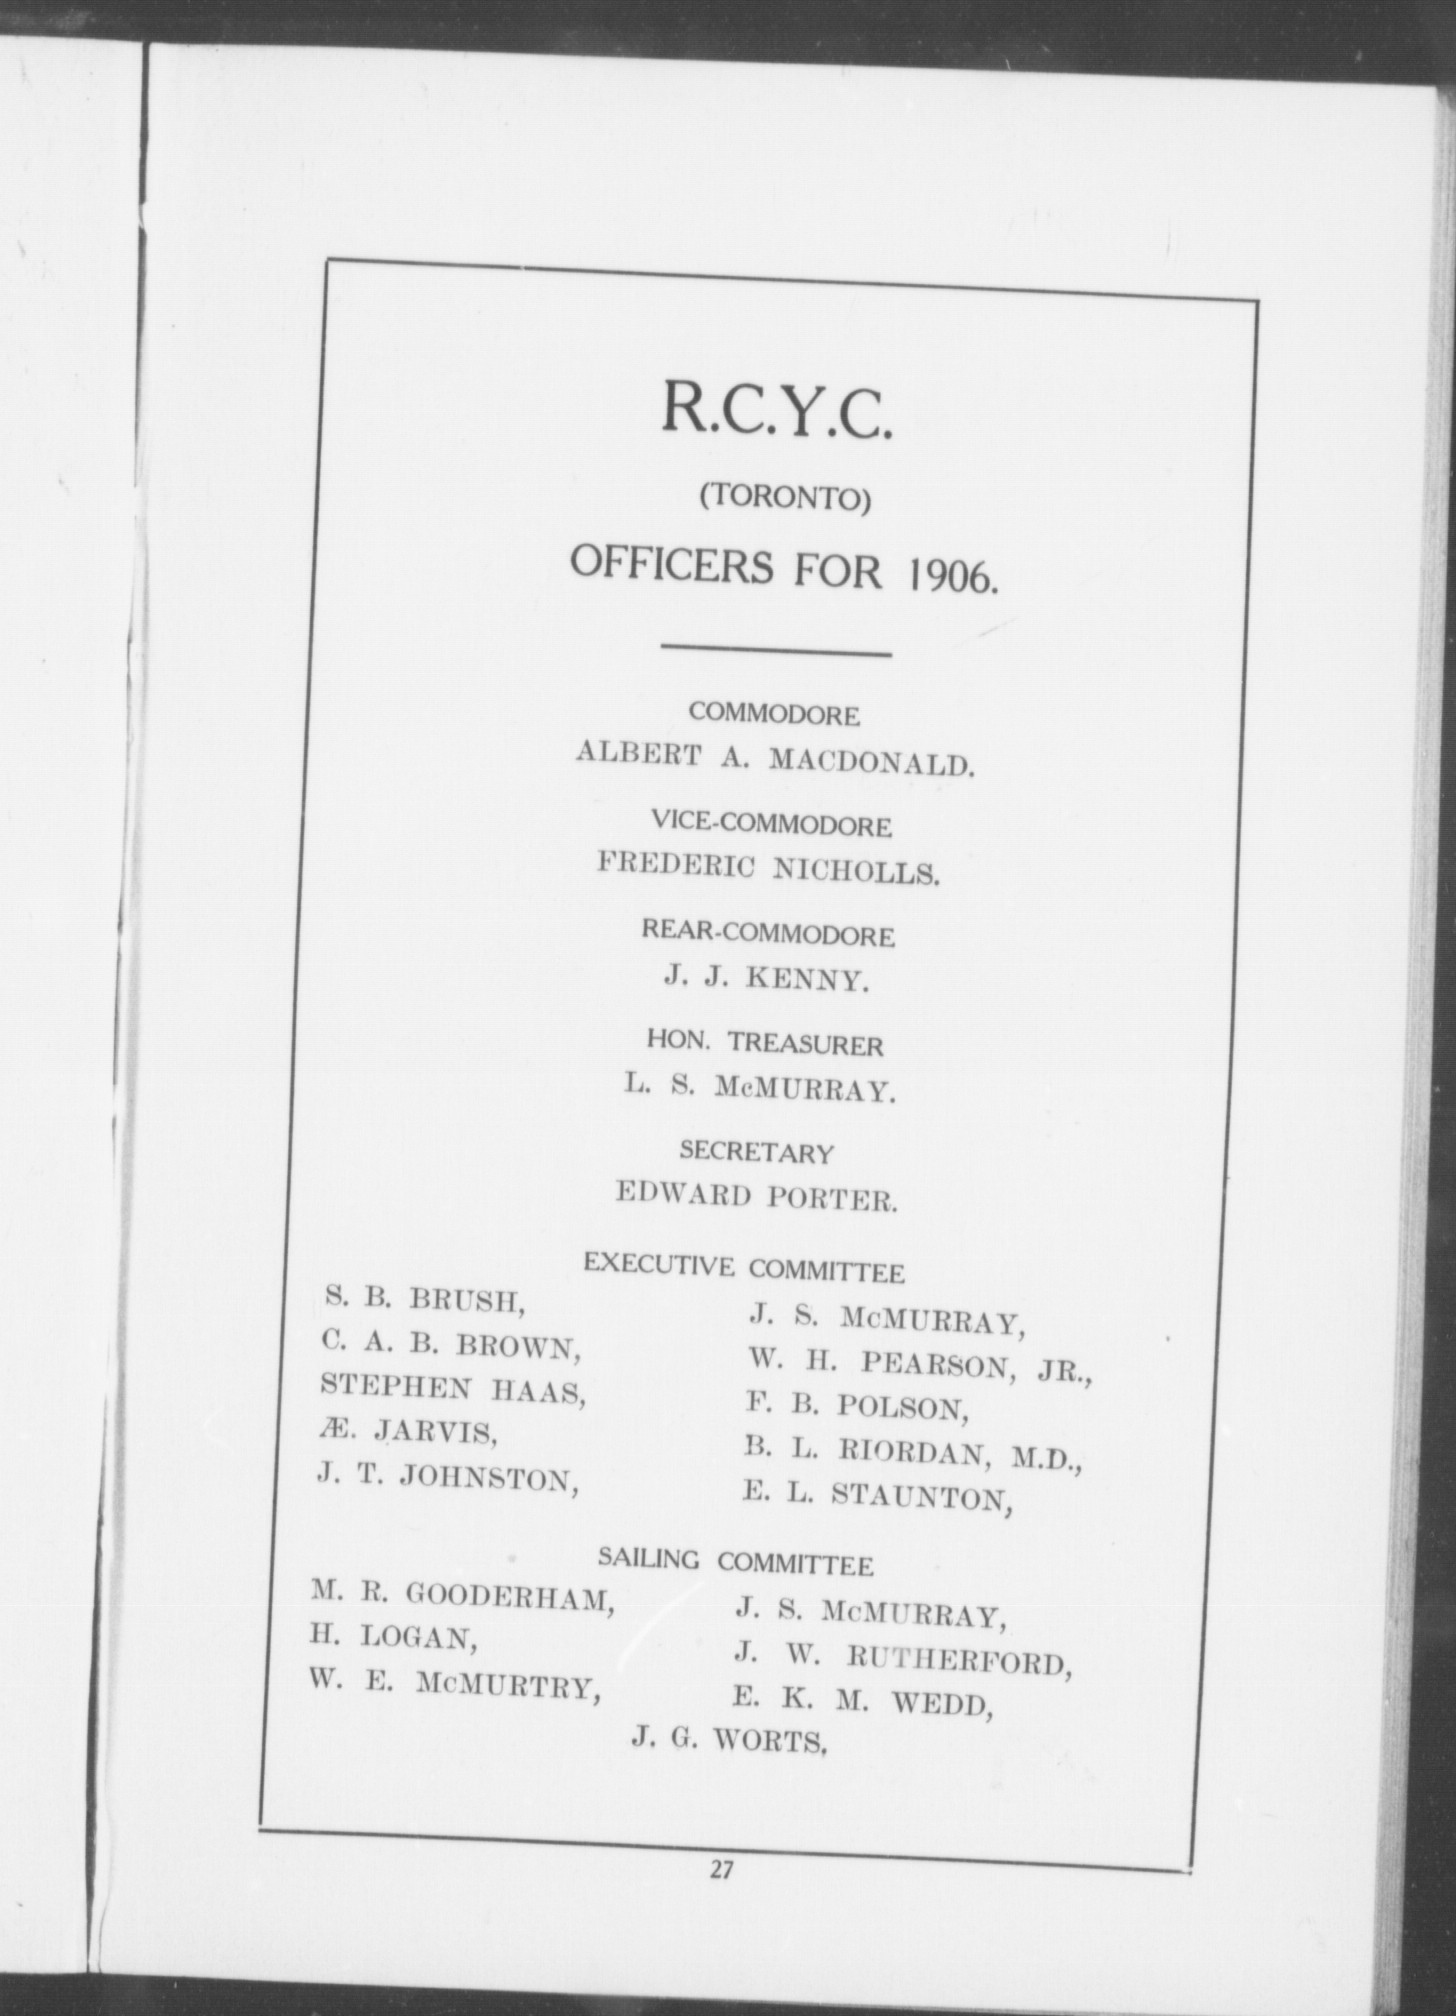 R.C.Y.C.
(TORONTO)
OFFICERS FOR 1906.
COMMODORE
ALBERT A. MACDONALD.
VICE-COMMODORE
FREDERIC NICHOLLS.
REAR-COMMODORE
J. J. KENNY.
HON. TREASURER
L. S. McMURRAY.
SECRETARY
EDWARD PORTER.
EXECUTIVE COMMITTEE
S. B. BRUSH,
C. A. B. BROWN,
STEPHEN HAAS,
Æ. JARVIS,
J. T. JOHNSTON,
J. S. McMURRAY,
W. H. PEARSON, JR.,
F. B. POLSON,
B. L. RIORDAN, M.D.,
E. L. STAUNTON,
SAILING COMMITTEE
M. R. GOODERHAM,
H. LOGAN,
W. E. McMURTRY,
J. S. McMURRAY,
J. W. RUTHERFORD,
E. K. M. WEDD,
J. G. WORTS.
27